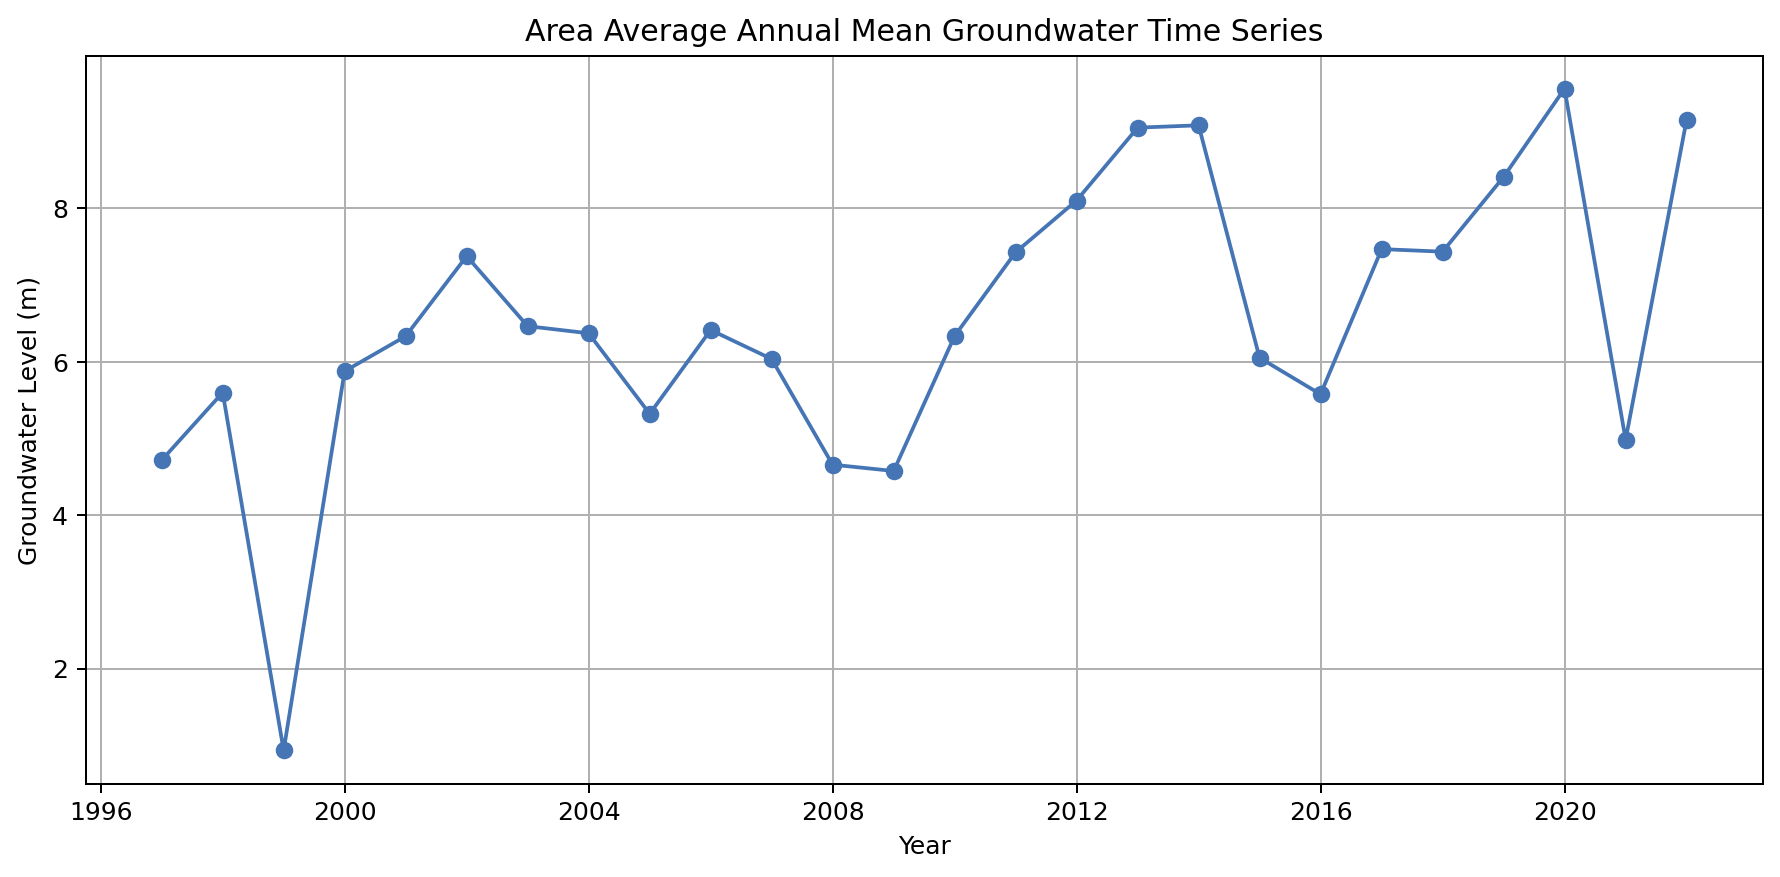 Area Average Annual Mean Groundwater Time Series
Groundwater Level (m)
8
6
4
2
1996 2000 2004 2008 2012 2016 2020
Year